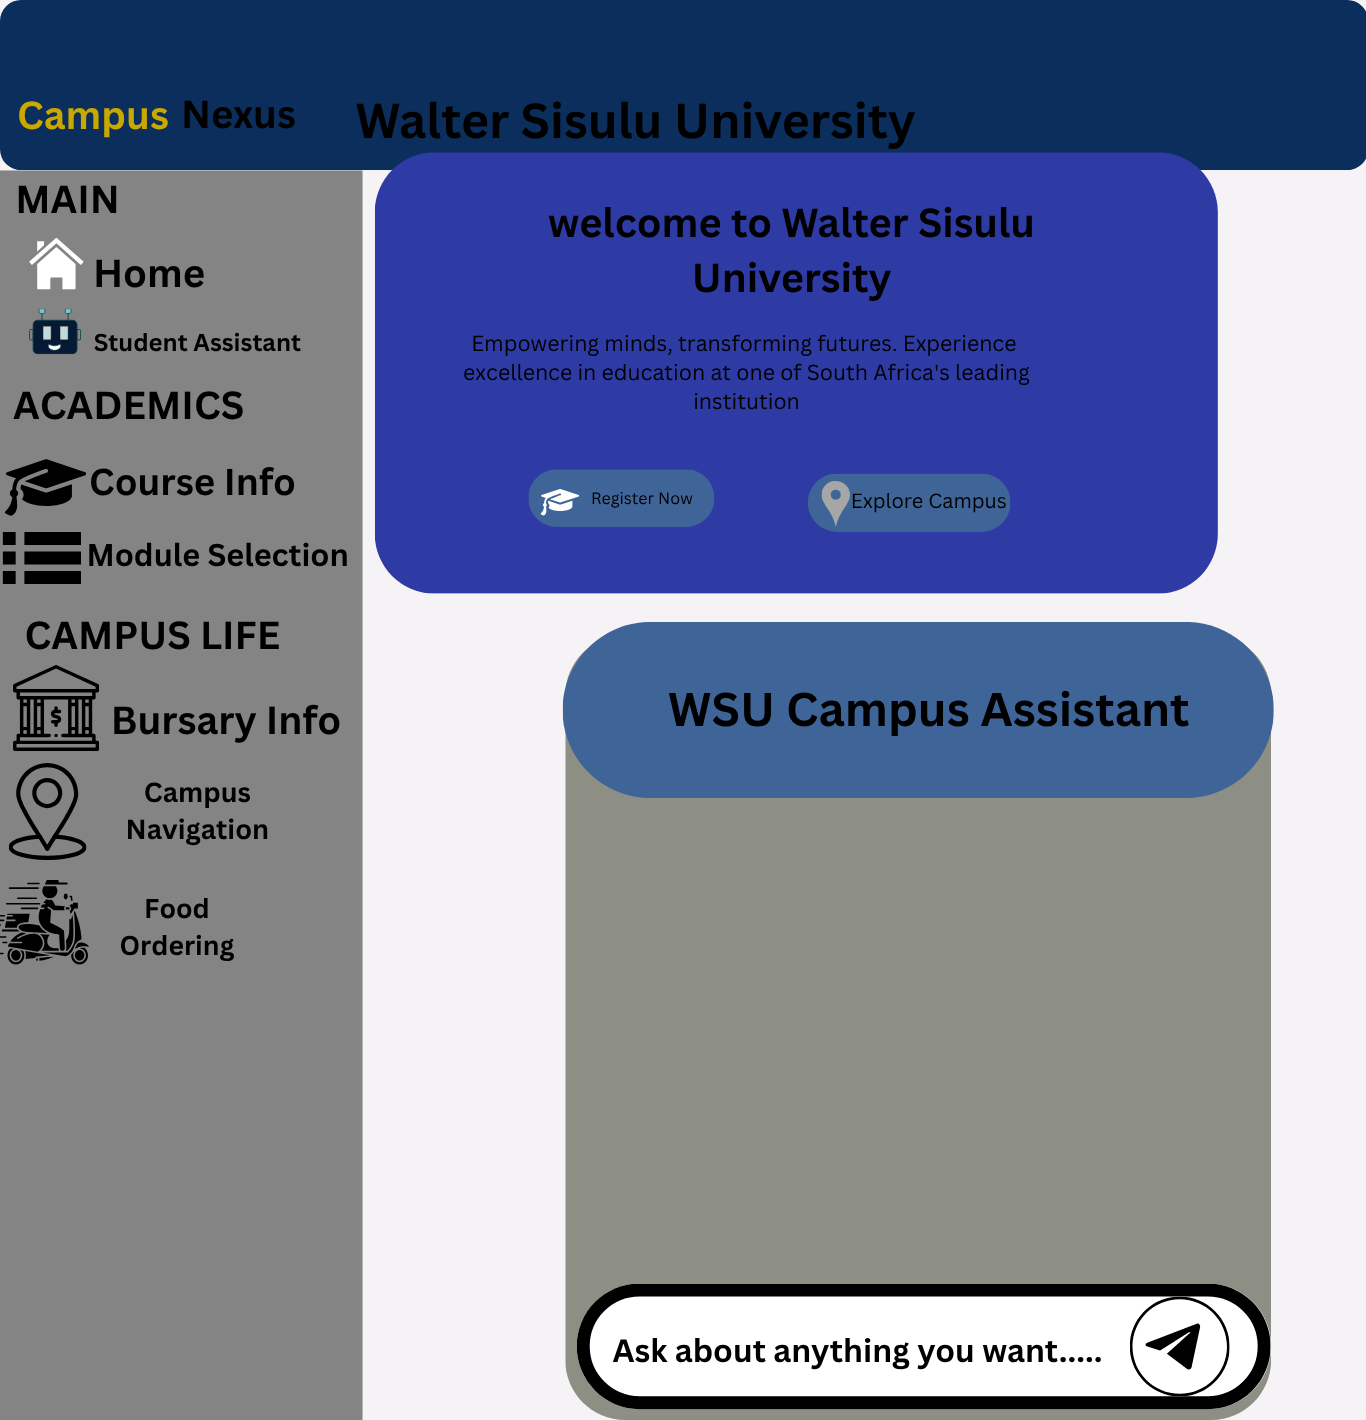 Campus Nexus
Walter Sisulu University
MAIN
Home
Student Assistant
ACADEMICS
Course Info
Module Selection
CAMPUS LIFE
$
Bursary Info
Campus
Navigation
Food
Ordering
welcome to Walter Sisulu
University
Empowering minds, transforming futures. Experience
excellence in education at one of South Africa's leading
institution
Register Now
Explore Campus
WSU Campus Assistant
Ask about anything you want.....